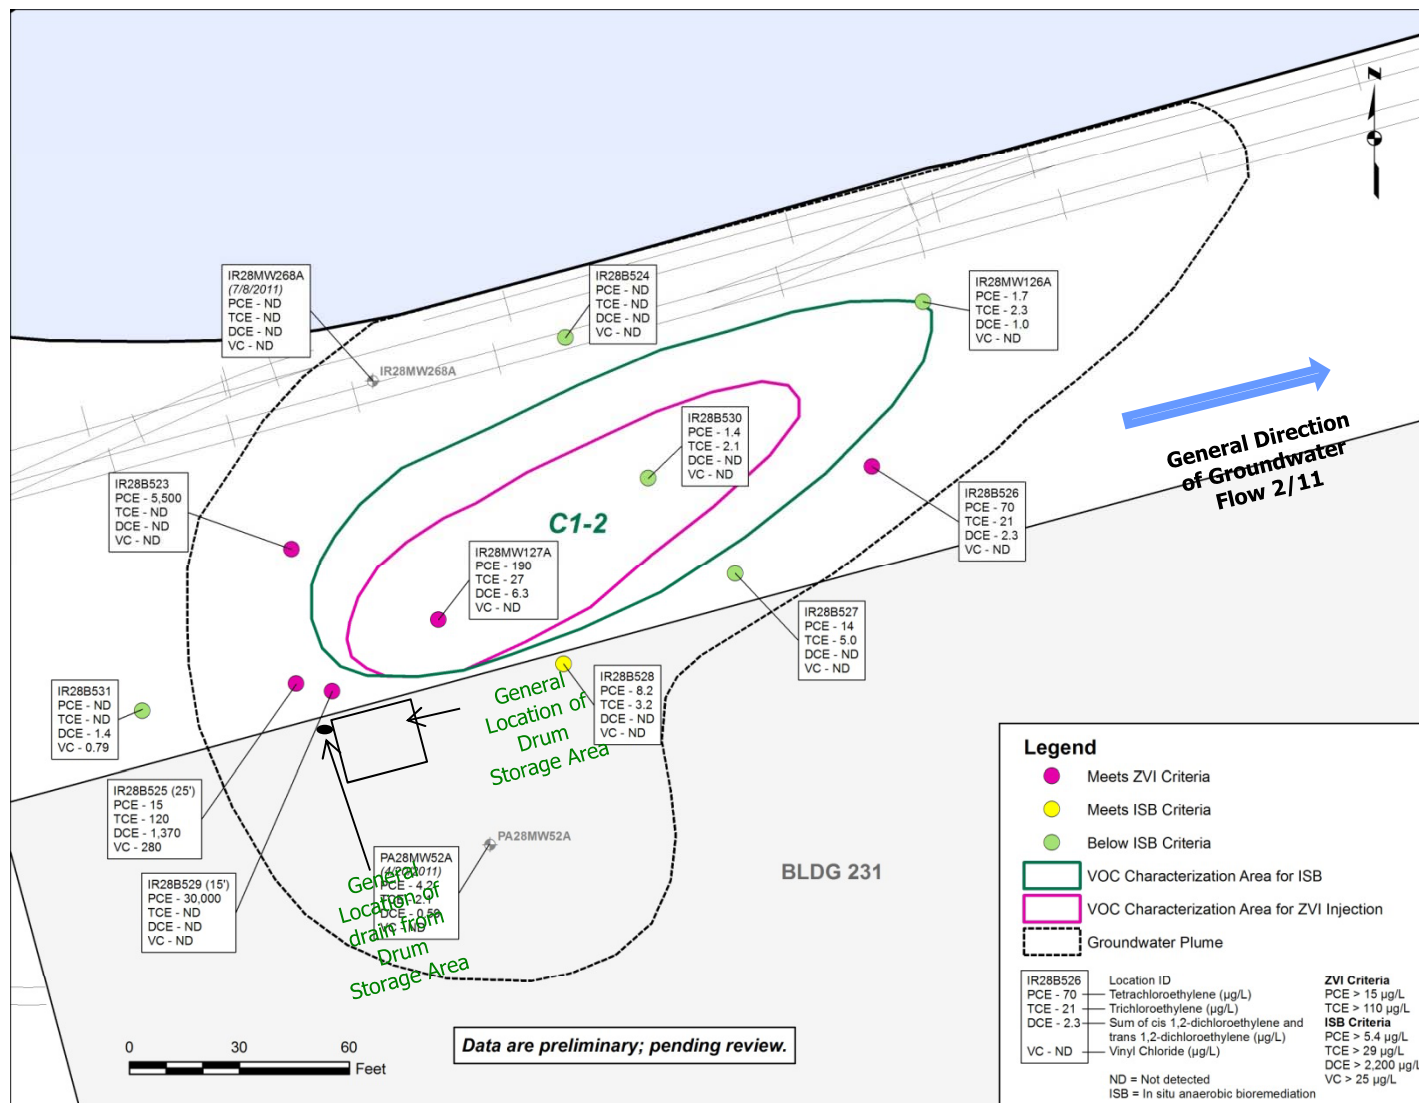 N
IR28MW268A
(7/8/2011)
PCE - ND
TCE - ND
DCE - ND
VC - ND
IR28MW268A
IR28B524
PCE - ND
TCE - ND
DCE - ND
VC - ND
IR28MW126A
PCE - 1.7
TCE - 2.3
DCE - 1.0
VC - ND
General Direction
of Groundwater
Flow 2/11
IR28B530
PCE - 1.4
TCE - 2.1
DCE - ND
VC - ND
IR28B523
PCE - 5,500
TCE - ND
DCE - ND
VC - ND
C1-2
IR28B526
PCE - 70
TCE - 21
DCE - 2.3
VC - ND
IR28MW127A
PCE - 190
TCE - 27
DCE - 6.3
VC - ND
IR28B527
PCE - 14
TCE - 5.0
DCE - ND
VC - ND
IR28B531
PCE - ND
TCE - ND
DCE - 1.4
VC - 0.79
General
Location of
Drum
Storage Area
IR28B528
PCE - 8.2
TCE - 3.2
DCE - ND
VC - ND
IR28B525 (25')
PCE - 15
TCE - 120
DCE - 1,370
VC - 280
IR28B529 (15')
PCE - 30,000
TCE - ND
DCE - ND
VC - ND
PA28MW52A
PA28MW52A
PCE - 4.2
2.1
DCE - 0.59
ND
General
Location of
drain from
Drum
Storage Area
BLDG 231
0 30 60
Feet
Data are preliminary; pending review.
Legend
Meets ZVI Criteria
Meets ISB Criteria
Below ISB Criteria
VOC Characterization Area for ISB
VOC Characterization Area for ZVI Injection
Groundwater Plume
IR28B526 Location ID
PCE - 70 Tetrachloroethylene (µg/L)
TCE - 21 Trichloroethylene (µg/L)
DCE - 2.3 Sum of cis 1,2-dichloroethylene and
trans 1,2-dichloroethylene (µg/L)
VC - ND Vinyl Chloride (µg/L)
ND = Not detected
ISB = In situ anaerobic bioremediation
ZVI Criteria
PCE > 15 µg/L
TCE > 110 µg/L
ISB Criteria
PCE > 5.4 µg/L
TCE > 29 µg/L
DCE > 2,200 µg/L
VC > 25 µg/L